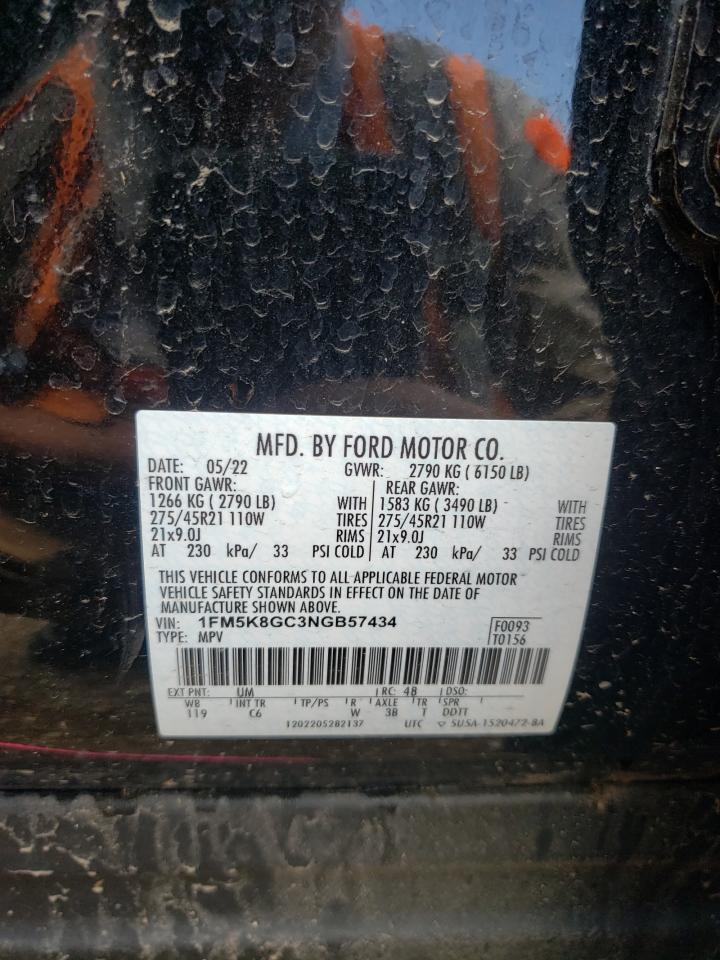 MFD. BY FORD MOTOR CO.
DATE: 05/22 GVWR: 2790 KG ( 6150 LB)
FRONT GAWR: REAR GAWR:
1266 KG ( 2790 LB) WITH 1583 KG ( 3490 LB) WITH
275/45R21 110W TIRES 275/45R21 110W TIRES
21x9.0J RIMS 21x9.0J RIMS
AT 230 kPa/ 33 PSI COLD AT 230 kPa/ 33 PSI COLD
THIS VEHICLE CONFORMS TO ALL APPLICABLE FEDERAL MOTOR
VEHICLE SAFETY STANDARDS IN EFFECT ON THE DATE OF
MANUFACTURE SHOWN ABOVE.
VIN: 1FM5K8GC3NGB57434 F0093
TYPE: MPV T0156
EXT PNT: UM RC: 48 DSO:
WB INT TR TP/PS R AXLE TR SPR
119 C6 W 3B T DDTT
1202205282137 UTC SUSA-1520472-BA